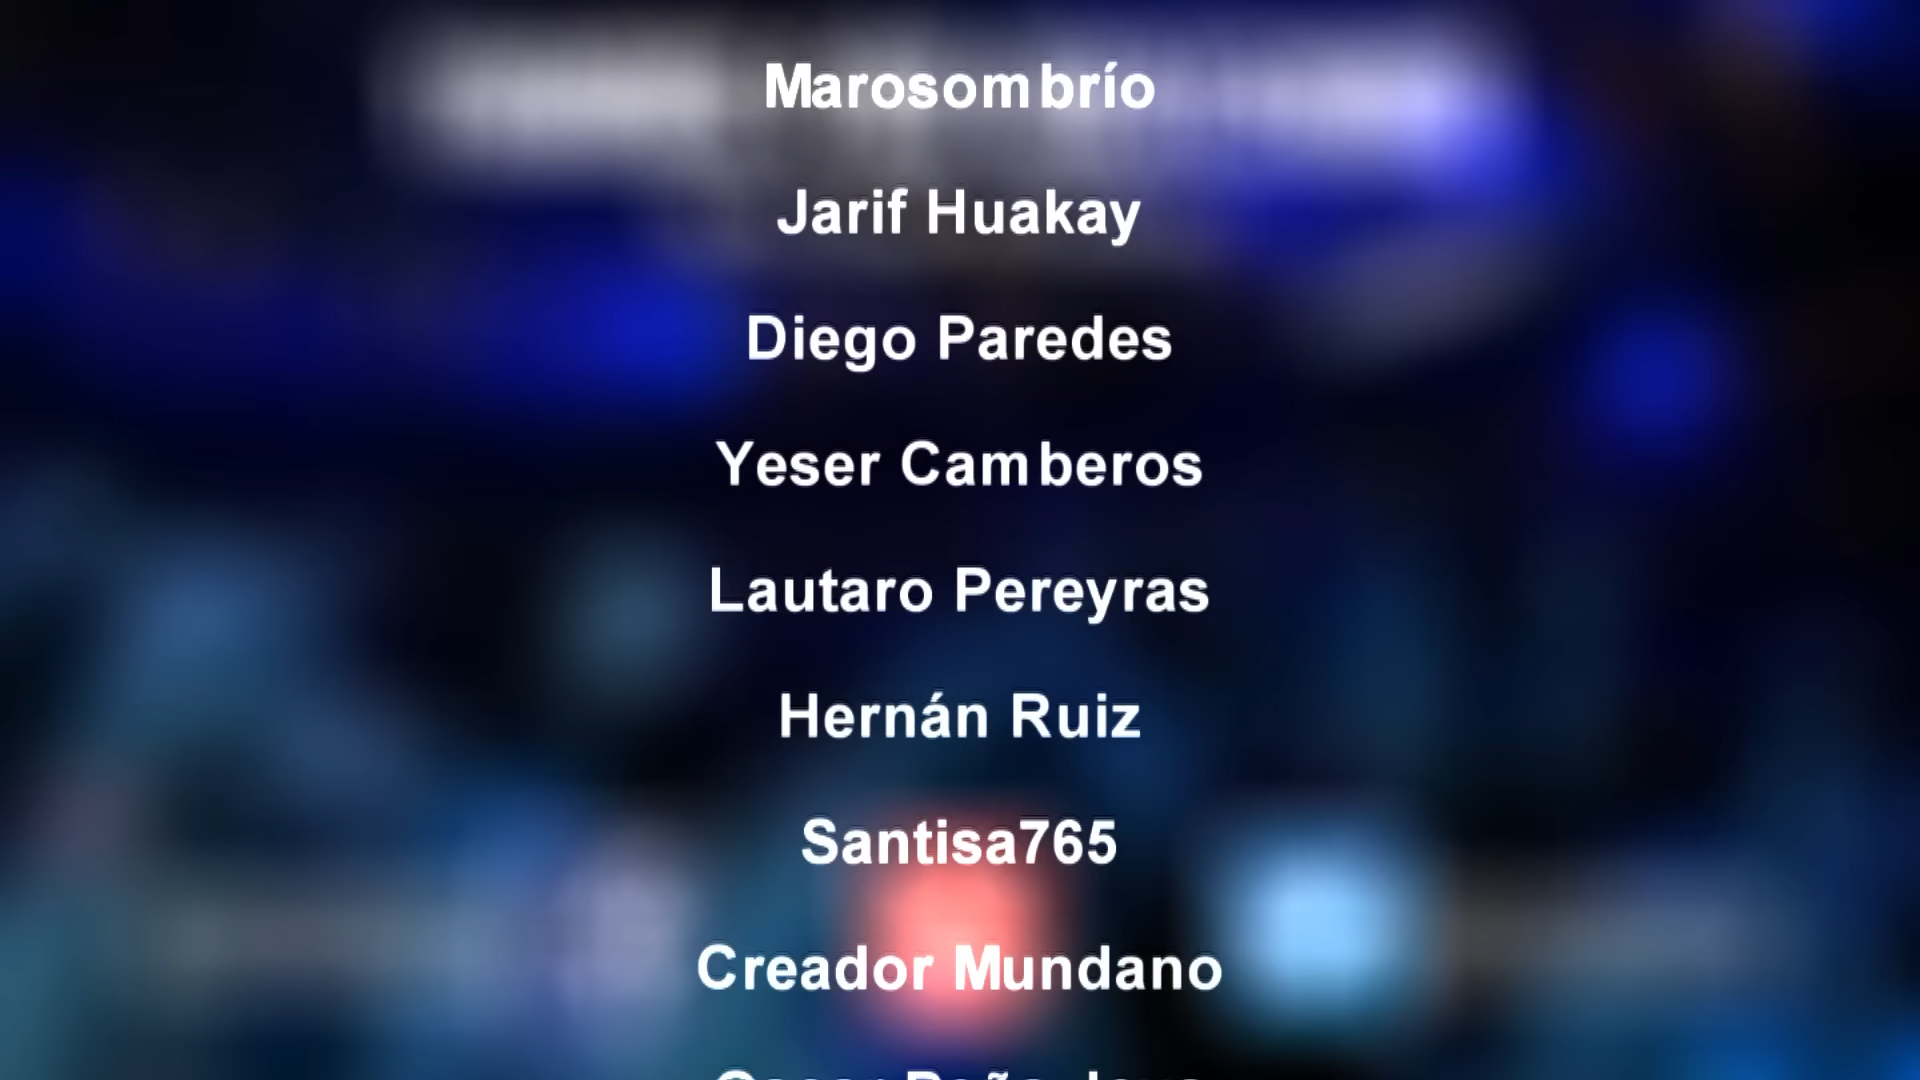 Marosombrío
Jarif Huakay
Diego Paredes
Yeser Camberos
Lautaro Pereyras
Hernán Ruiz
Santisa765
Creador Mundano